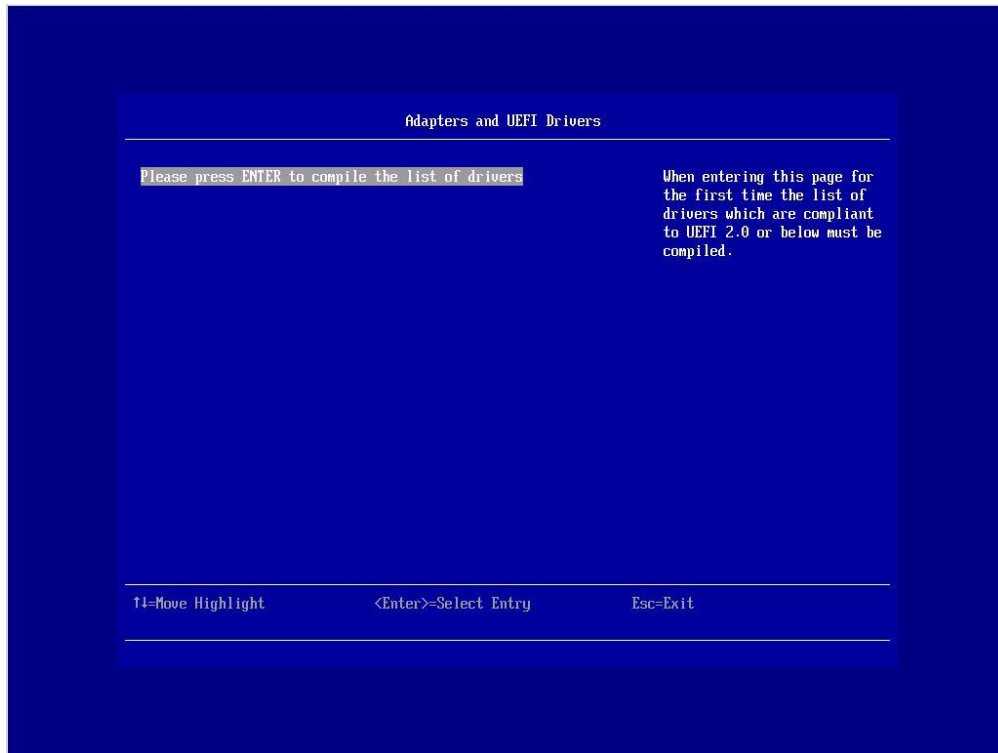 Adapters and UEFI Drivers
Please press ENTER to compile the list of drivers
When entering this page for
the first time the list of
drivers which are compliant
to UEFI 2.0 or below must be
compiled.
↑↓=Move Highlight <Enter>=Select Entry Esc=Exit